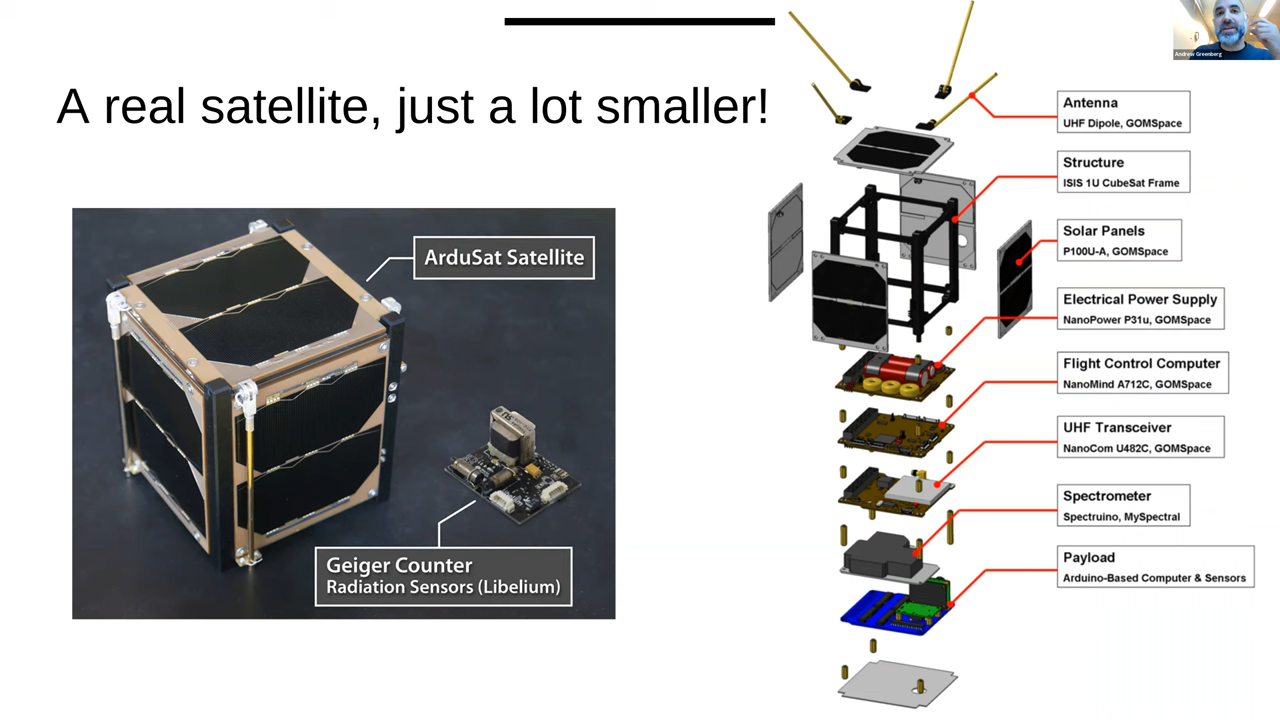 A real satellite, just a lot smaller!
ArduSat Satellite
Geiger Counter
Radiation Sensors (Libelium)
Antenna
UHF Dipole, GOMSpace
Structure
ISIS 1U CubeSat Frame
Solar Panels
P100U-A, GOMSpace
Electrical Power Supply
NanoPower P31u, GOMSpace
Flight Control Computer
NanoMind A712C, GOMSpace
UHF Transceiver
NanoCom U482C, GOMSpace
Spectrometer
Spectruino, MySpectral
Payload
Arduino-Based Computer & Sensors
Andrew Greenberg